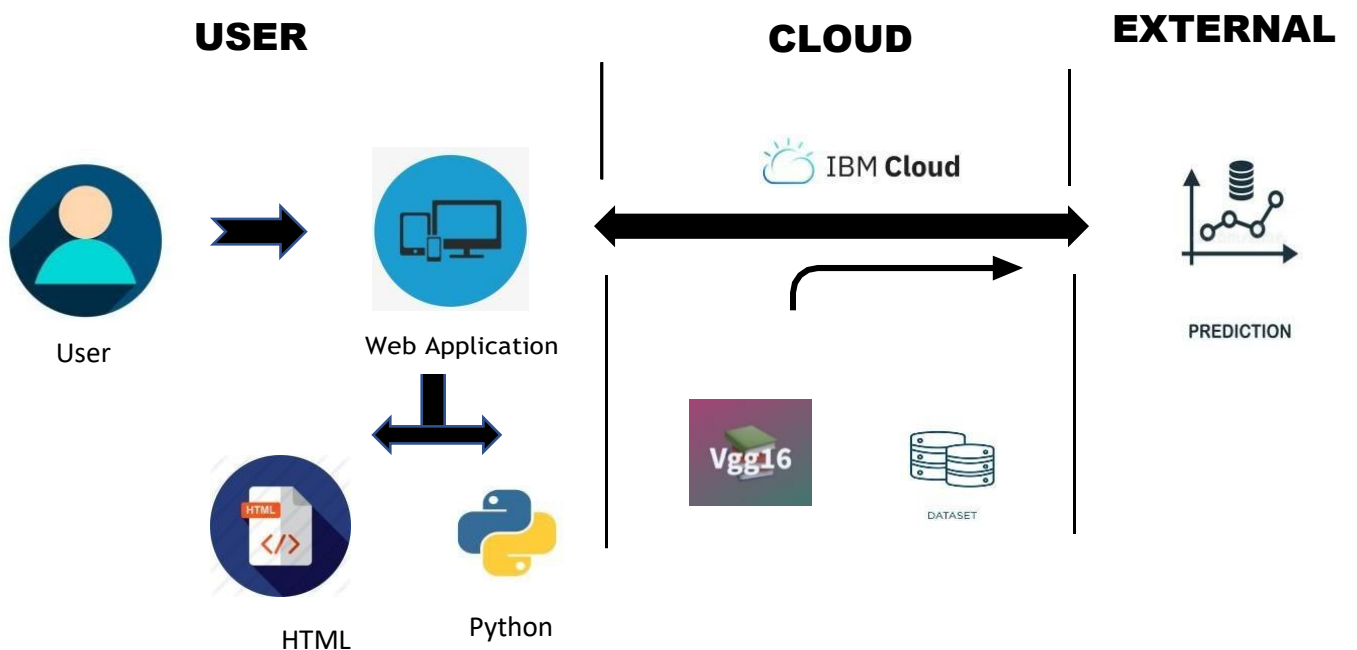 USER
CLOUD
EXTERNAL
IBM Cloud
User
Web Application
PREDICTION
Vgg16
DATASET
HTML
</>
HTML
Python